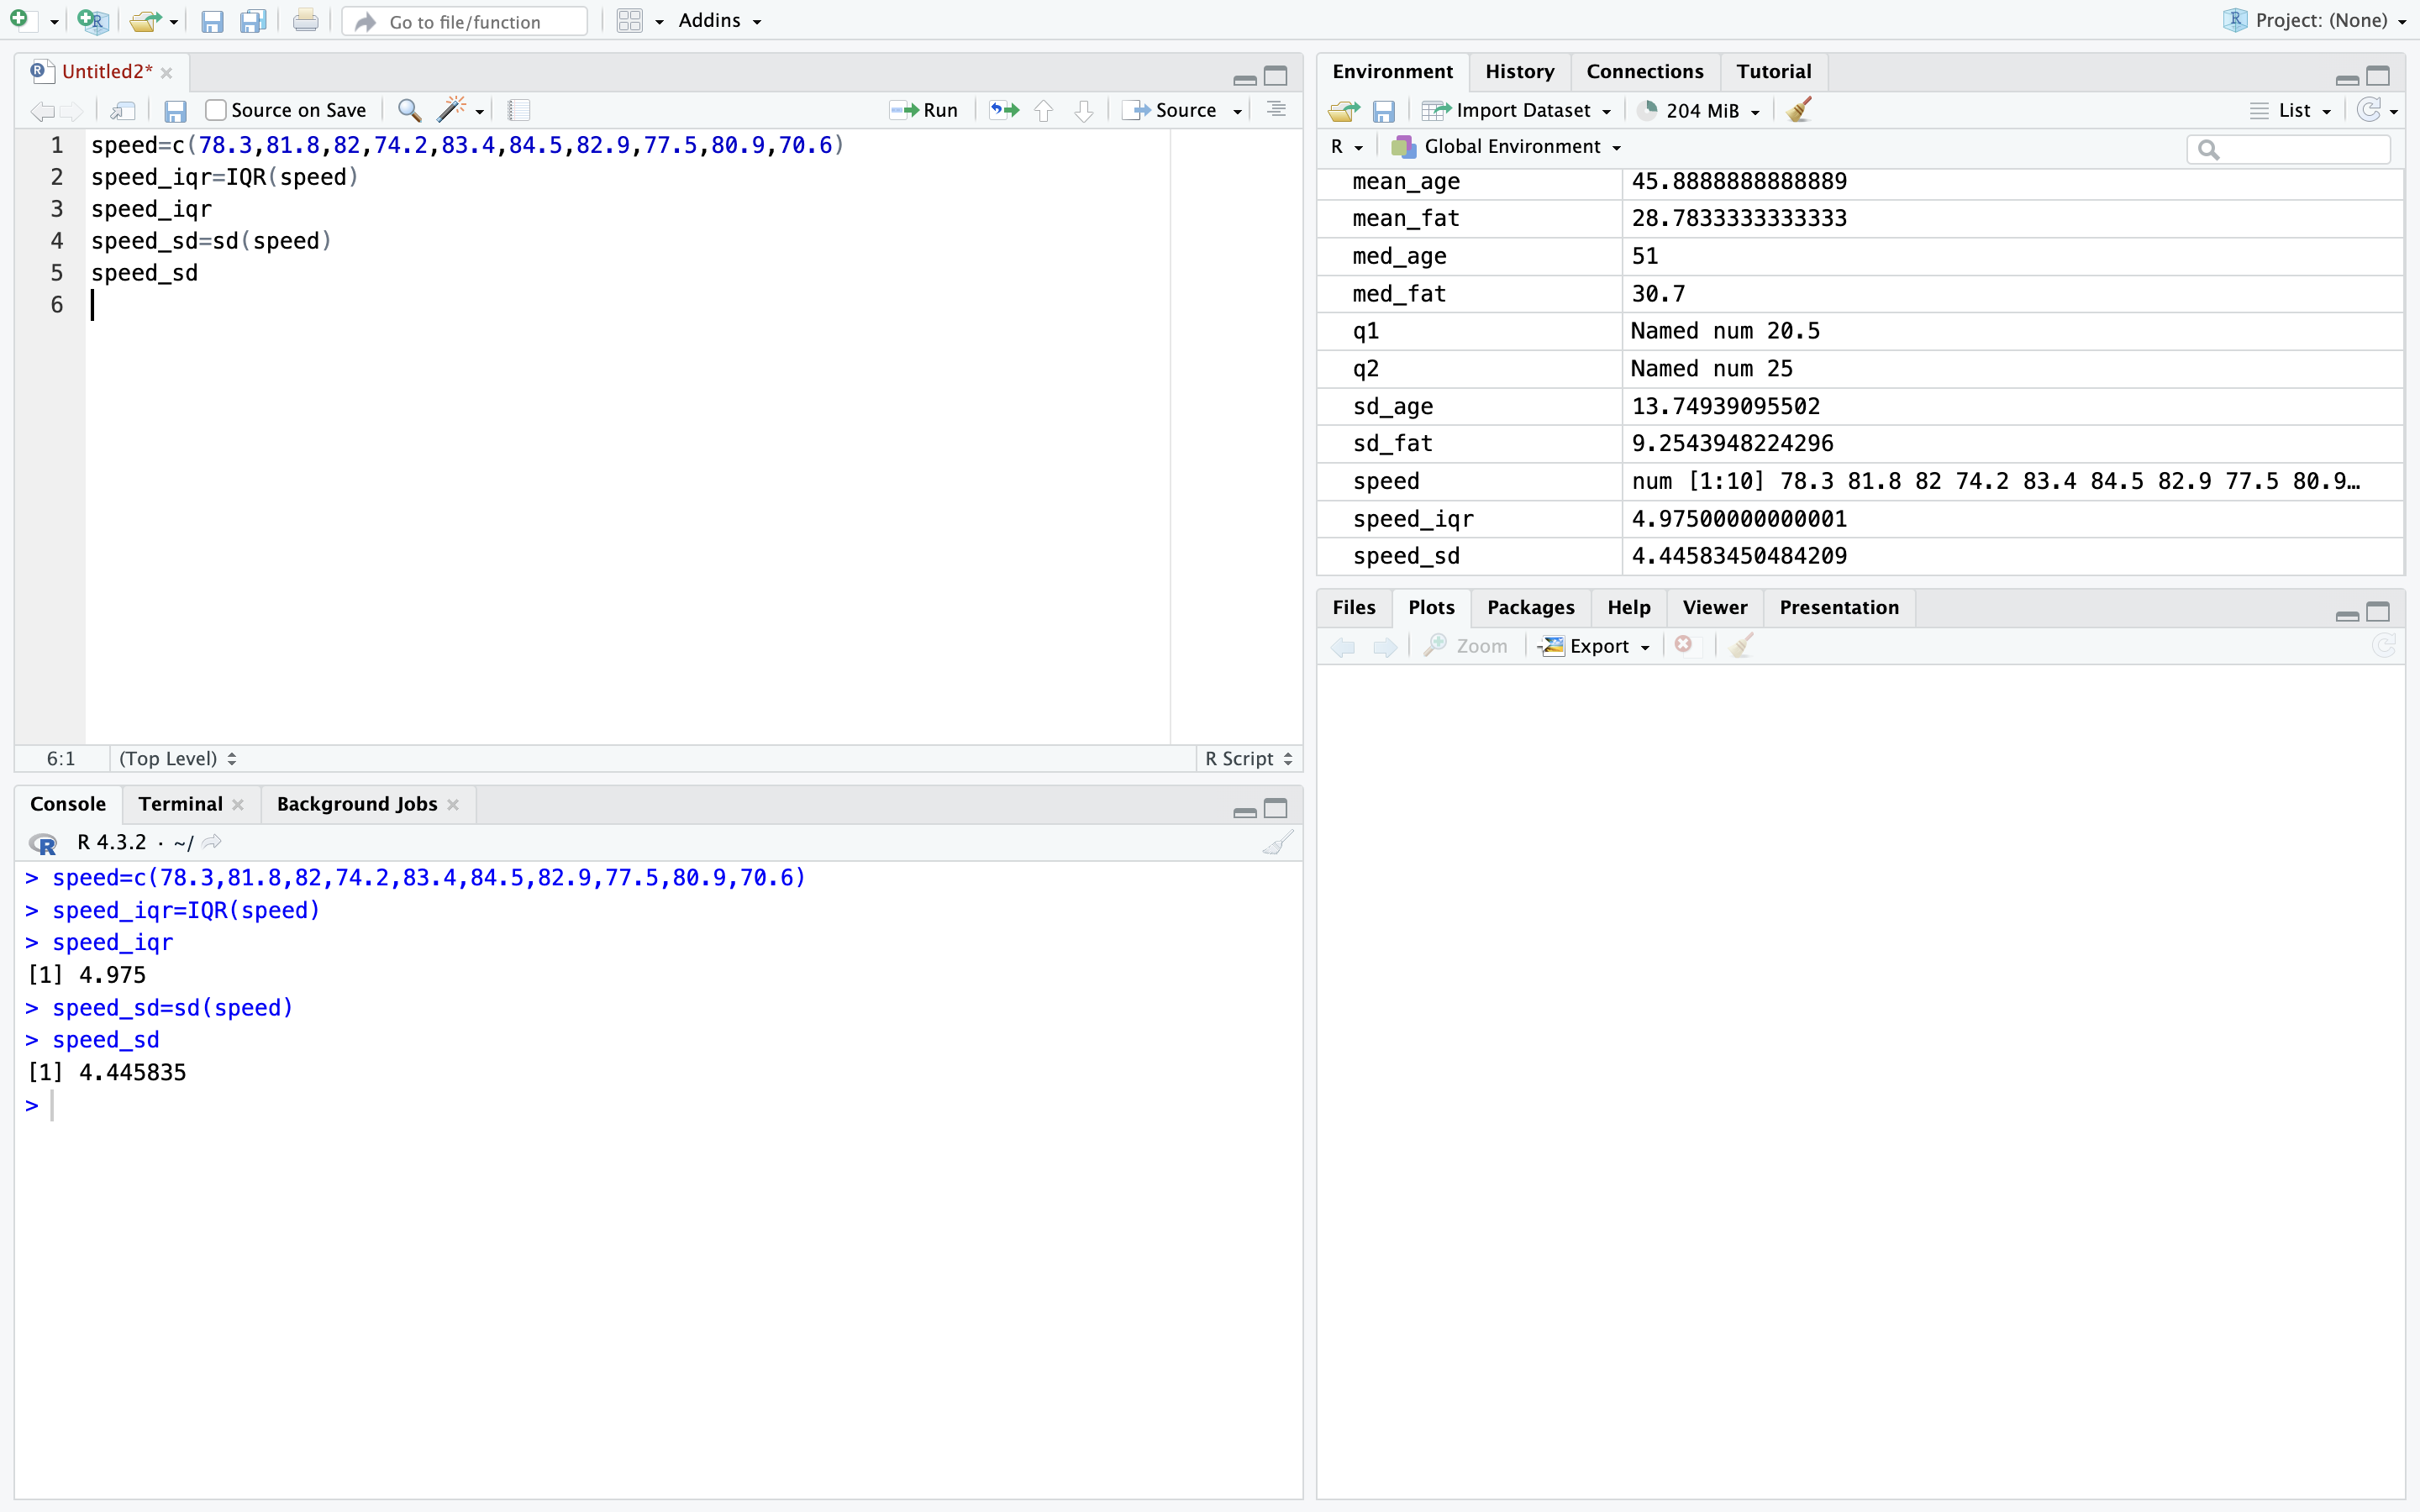 Go to file/function
Addins
Project: (None)
Untitled2*
Source on Save
Run
Source
1 speed=c(78.3,81.8,82,74.2,83.4,84.5,82.9,77.5,80.9,70.6)
2 speed_iqr=IQR(speed)
3 speed_iqr
4 speed_sd=sd(speed)
5 speed_sd
6
6:1 (Top Level) R Script
Console Terminal Background Jobs
R 4.3.2 · ~/
> speed=c(78.3,81.8,82,74.2,83.4,84.5,82.9,77.5,80.9,70.6)
> speed_iqr=IQR(speed)
> speed_iqr
[1] 4.975
> speed_sd=sd(speed)
> speed_sd
[1] 4.445835
>
Environment History Connections Tutorial
Import Dataset 204 MiB List
R Global Environment
mean_age 45.8888888888889
mean_fat 28.7833333333333
med_age 51
med_fat 30.7
q1 Named num 20.5
q2 Named num 25
sd_age 13.74939095502
sd_fat 9.2543948224296
speed num [1:10] 78.3 81.8 82 74.2 83.4 84.5 82.9 77.5 80.9…
speed_iqr 4.97500000000001
speed_sd 4.44583450484209
Files Plots Packages Help Viewer Presentation
Zoom Export